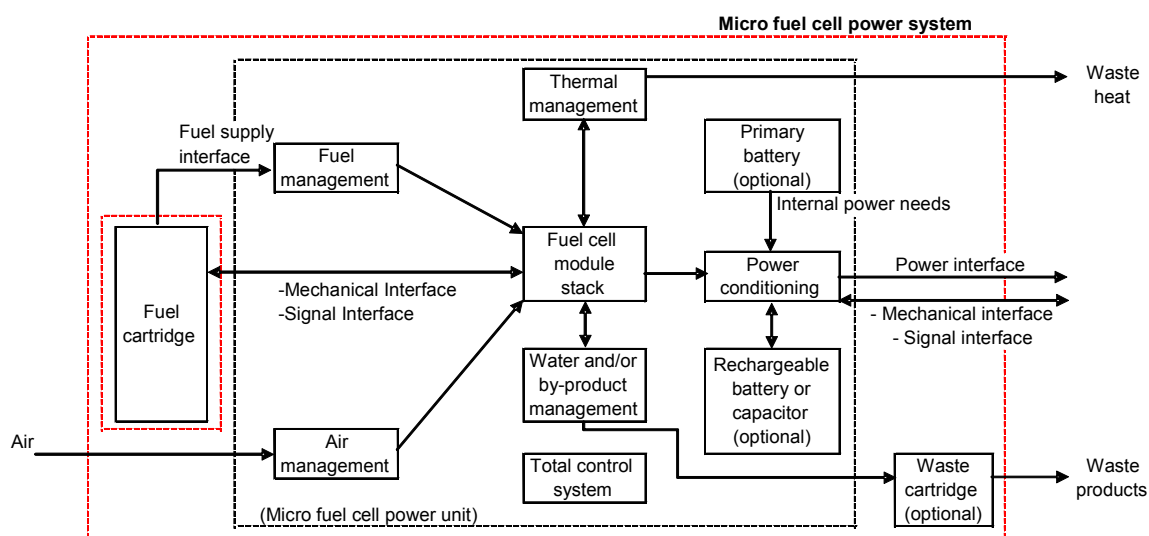 Micro fuel cell power system
Waste
heat
Thermal
management
Fuel supply
interface
Fuel
management
Primary
battery
(optional)
Internal power needs
Fuel cell
module
stack
Power
conditioning
Power interface
- Mechanical interface
- Signal interface
-Mechanical Interface
-Signal Interface
Fuel
cartridge
Water and/or
by-product
management
Rechargeable
battery or
capacitor
(optional)
Air
Air
management
Total control
system
Waste
cartridge
(optional)
Waste
products
(Micro fuel cell power unit)